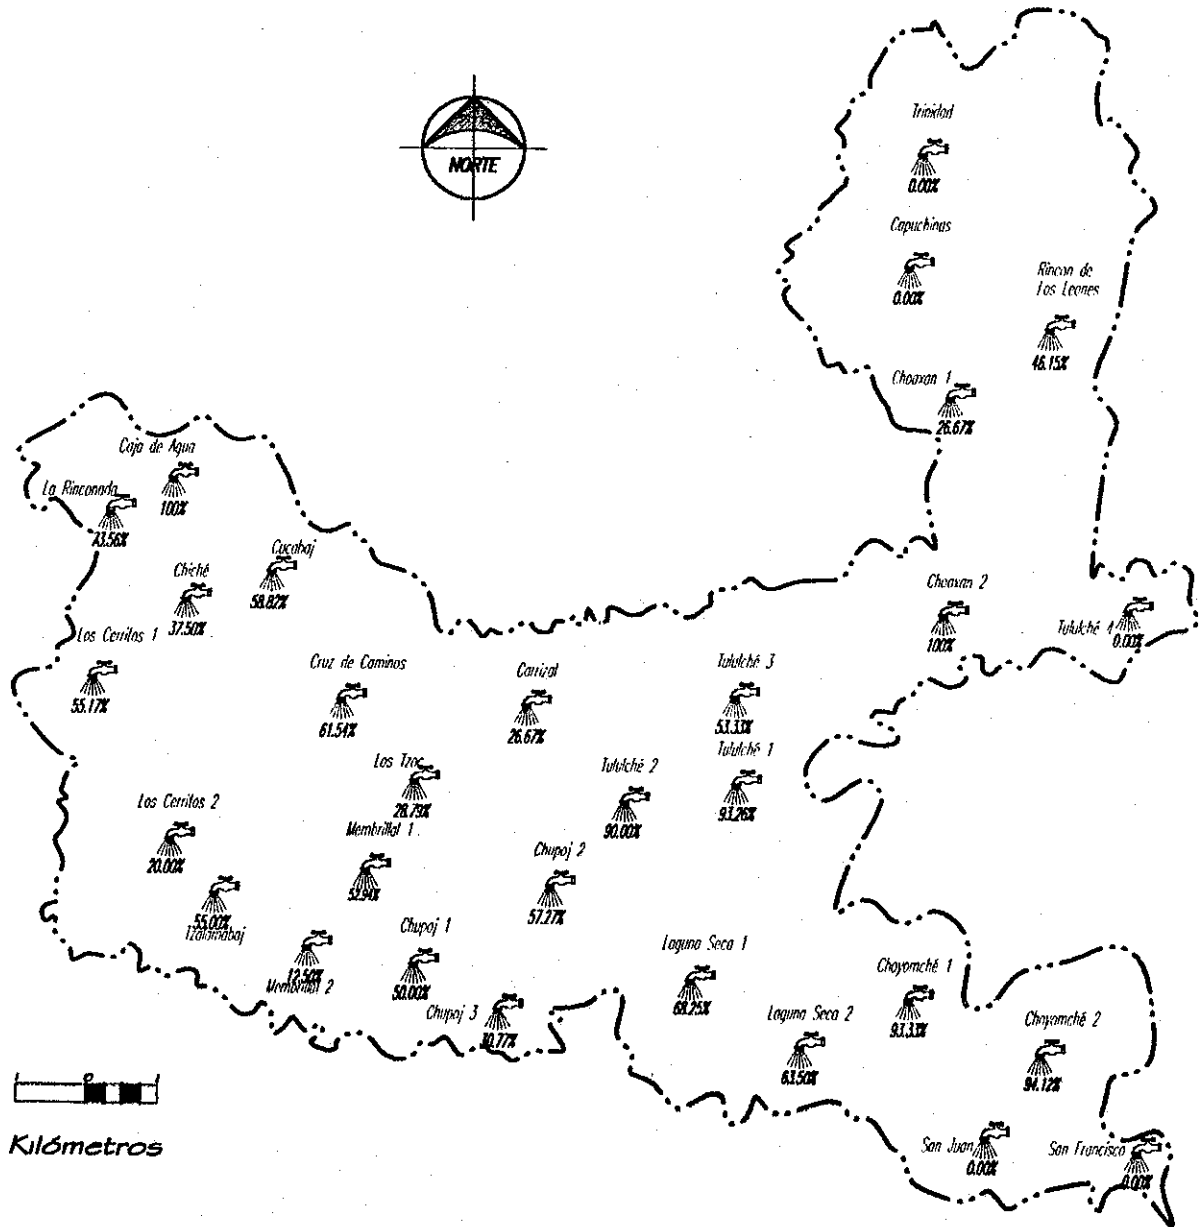 Trinidad
0.00%
NORTE
Capuchinas
0.00%
Rincon de
Los Leones
46.15%
Choaxan 1
26.67%
Caja de Agua
100%
La Rinconada
Cucabaj
58.82%
Chiché
37.50%
Choaxan 2
100%
Tululché 4
0.00%
Los Cerritos 1
55.17%
Cruz de Caminos
61.54%
Carrizal
26.67%
Tululché 3
53.33%
Tululché 1
93.26%
Los Tzoc
28.79%
Tululché 2
90.00%
Los Cerritos 2
20.00%
Membrillal 1
52.94%
Chupoj 2
57.27%
55.00%
Tzalamabaj
12.50%
Membrillal 2
Chupoj 1
50.00%
Chupoj 3
Laguna Seca 1
68.25%
Laguna Seca 2
63.50%
Choyomché 1
93.33%
Choyomché 2
94.12%
San Juan
0.00%
San Francisco
0.00%
0
Kilómetros